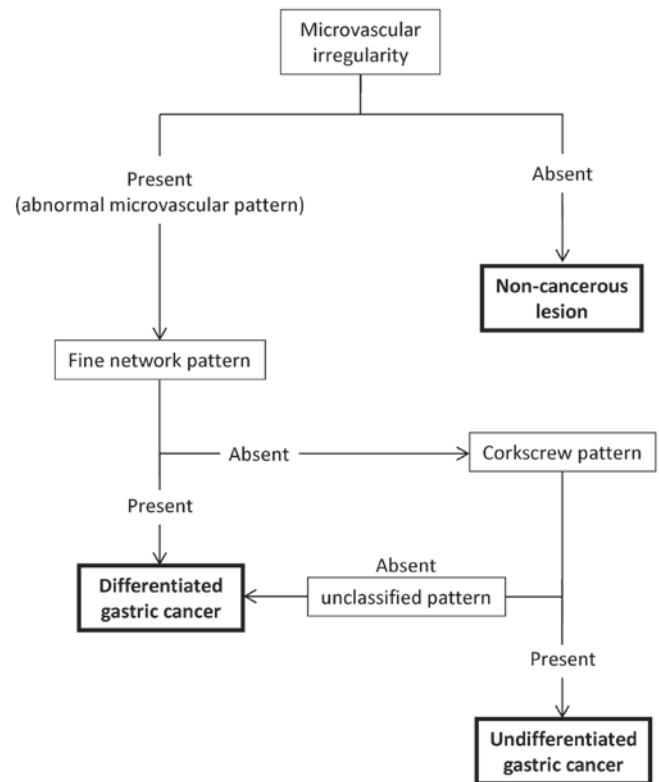 Microvascular
irregularity
Present
(abnormal microvascular pattern)
Absent
Non-cancerous
lesion
Fine network pattern
Absent
Corkscrew pattern
Present
Absent
Differentiated
gastric cancer
unclassified pattern
Present
Undifferentiated
gastric cancer